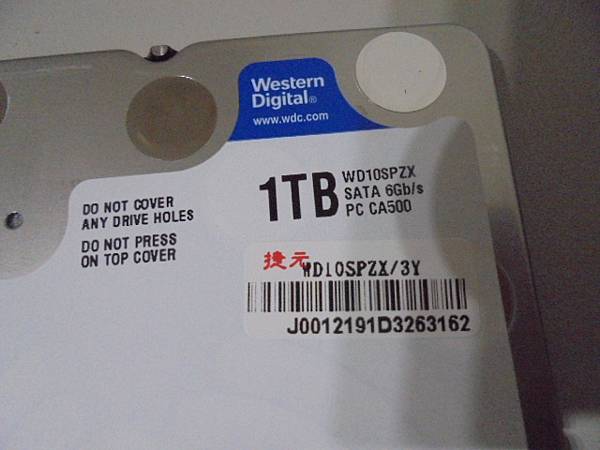 Western
Digital®
www.wdc.com
1TB
WD10SPZX
SATA 6Gb/s
PC CA500
DO NOT COVER
ANY DRIVE HOLES
DO NOT PRESS
ON TOP COVER
捷元
WD10SPZX/3Y
J0012191D3263162